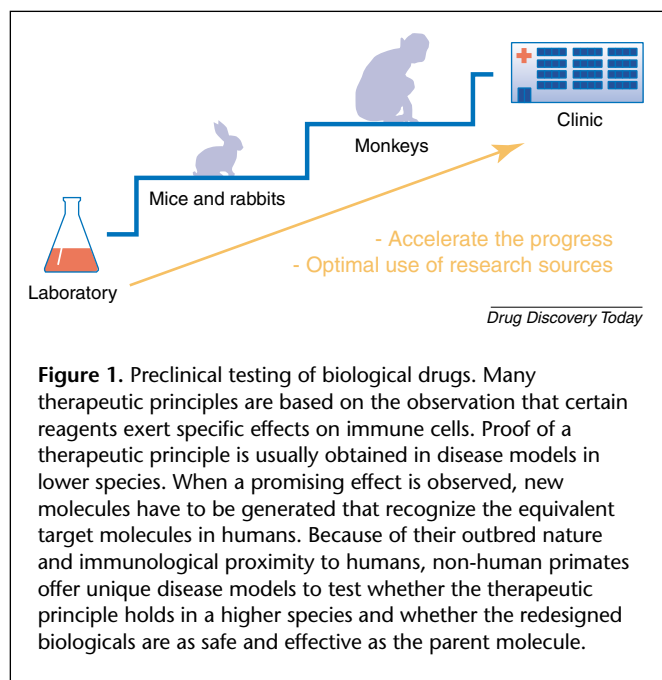 Clinic
Monkeys
Mice and rabbits
Laboratory
- Accelerate the progress
- Optimal use of research sources
Drug Discovery Today
Figure 1. Preclinical testing of biological drugs. Many
therapeutic principles are based on the observation that certain
reagents exert specific effects on immune cells. Proof of a
therapeutic principle is usually obtained in disease models in
lower species. When a promising effect is observed, new
molecules have to be generated that recognize the equivalent
target molecules in humans. Because of their outbred nature
and immunological proximity to humans, non-human primates
offer unique disease models to test whether the therapeutic
principle holds in a higher species and whether the redesigned
biologicals are as safe and effective as the parent molecule.